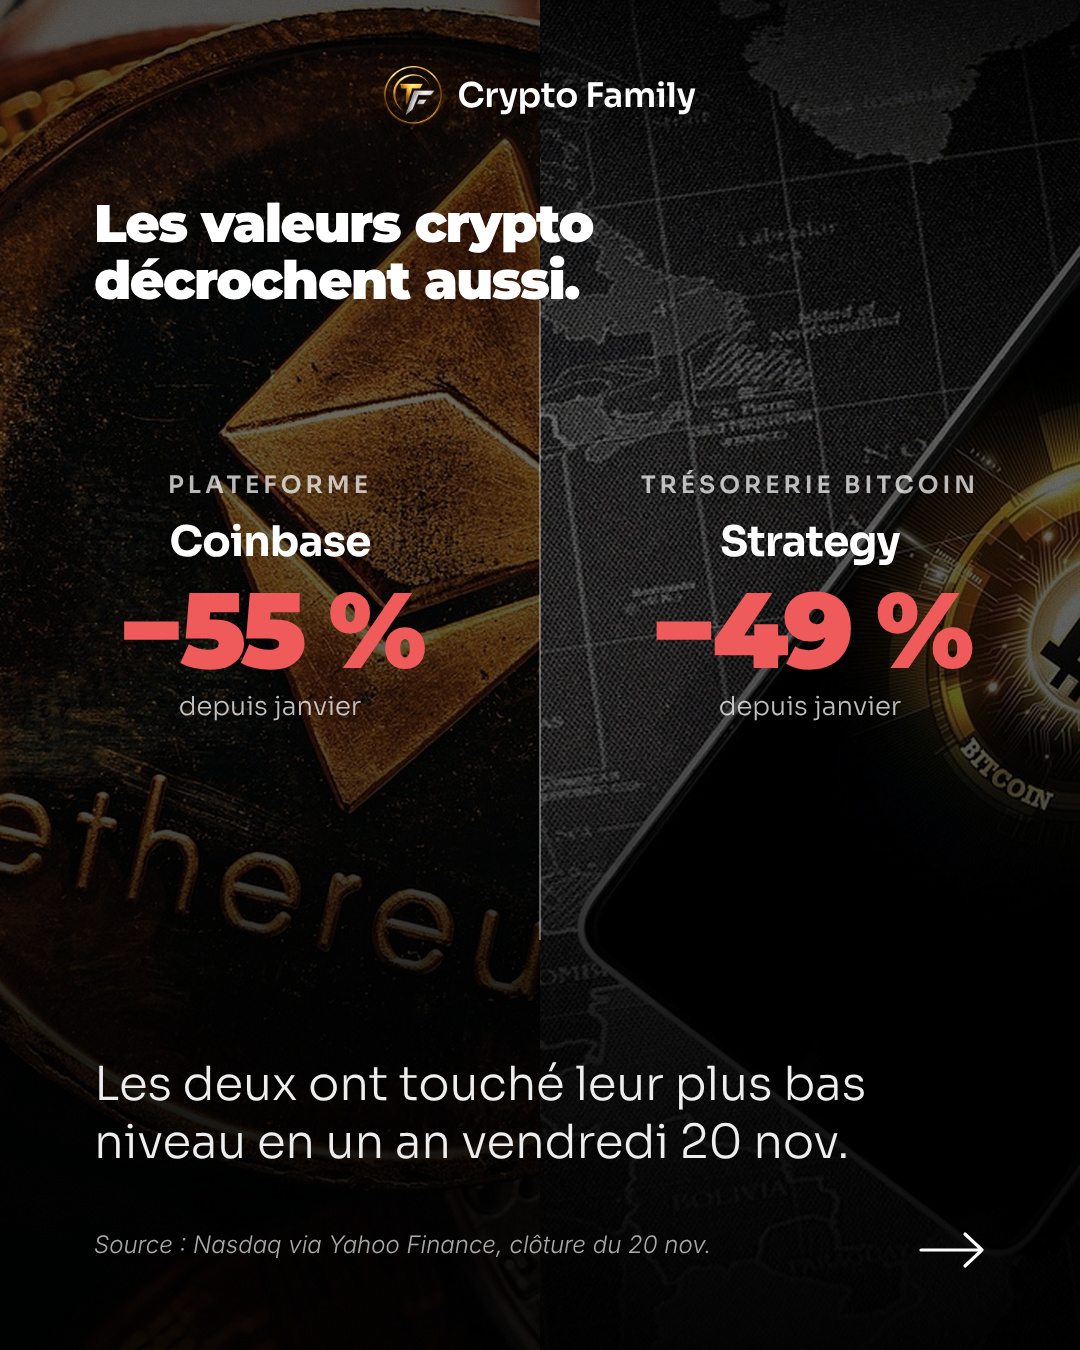 Crypto Family
Les valeurs crypto
décrochent aussi.
PLATEFORME
Coinbase
−55 %
depuis janvier
TRÉSORERIE BITCOIN
Strategy
−49 %
depuis janvier
BITCOIN
ethereu
Les deux ont touché leur plus bas
niveau en un an vendredi 20 nov.
Source : Nasdaq via Yahoo Finance, clôture du 20 nov.